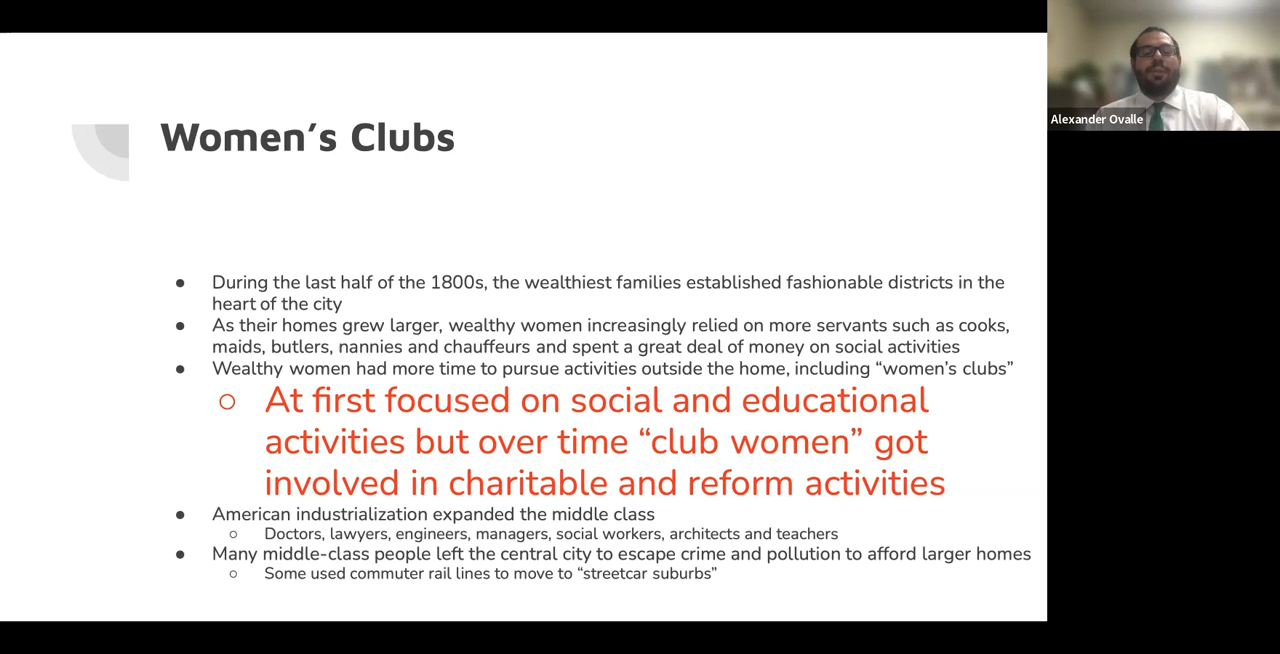 Women's Clubs
● During the last half of the 1800s, the wealthiest families established fashionable districts in the
heart of the city
● As their homes grew larger, wealthy women increasingly relied on more servants such as cooks,
maids, butlers, nannies and chauffeurs and spent a great deal of money on social activities
● Wealthy women had more time to pursue activities outside the home, including “women's clubs”
○ At first focused on social and educational
activities but over time “club women” got
involved in charitable and reform activities
● American industrialization expanded the middle class
○ Doctors, lawyers, engineers, managers, social workers, architects and teachers
● Many middle-class people left the central city to escape crime and pollution to afford larger homes
○ Some used commuter rail lines to move to “streetcar suburbs”
Alexander Ovalle